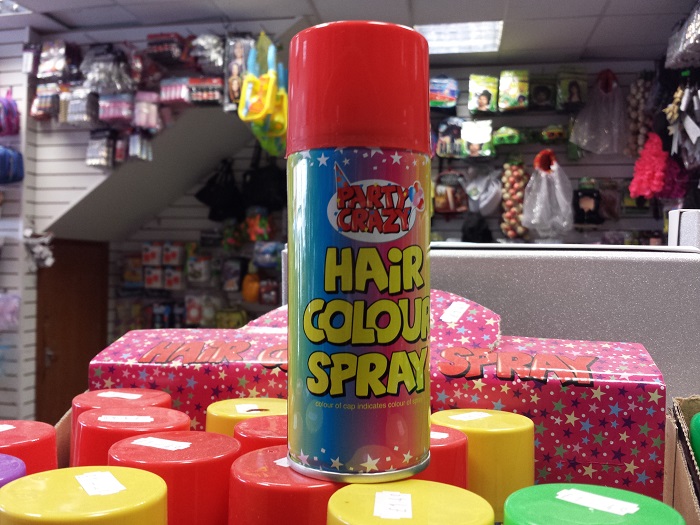 PARTY
CRAZY
HAiR
COLOUR
SPRAY
colour of cap indicates colour of
HAIR
SPRAY